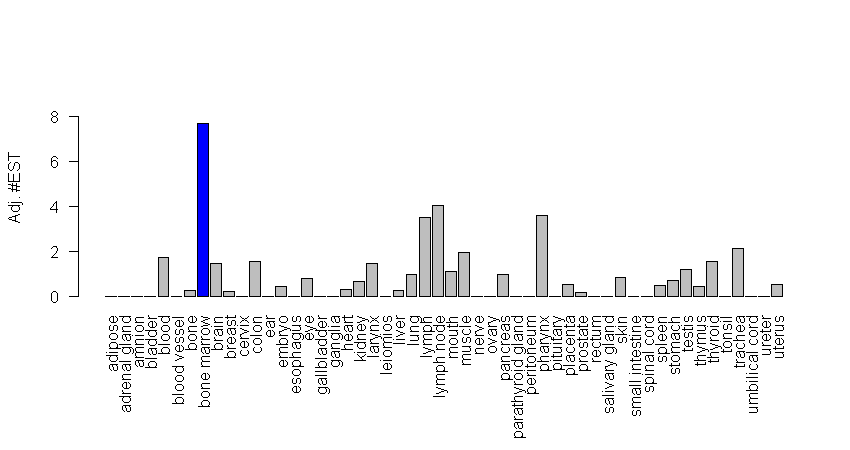 Adj. #EST
8
6
4
2
0
adipose
adrenal gland
amnion
bladder
blood
blood vessel
bone
bone marrow
brain
breast
cervix
colon
ear
embryo
esophagus
eye
gallbladder
ganglia
heart
kidney
larynx
leiomios
liver
lung
lymph
lymph node
mouth
muscle
nerve
ovary
pancreas
parathyroid gland
peritoneum
pharynx
pituitary
placenta
prostate
rectum
salivary gland
skin
small intestine
spinal cord
spleen
stomach
testis
thymus
thyroid
tonsil
trachea
umbilical cord
ureter
uterus